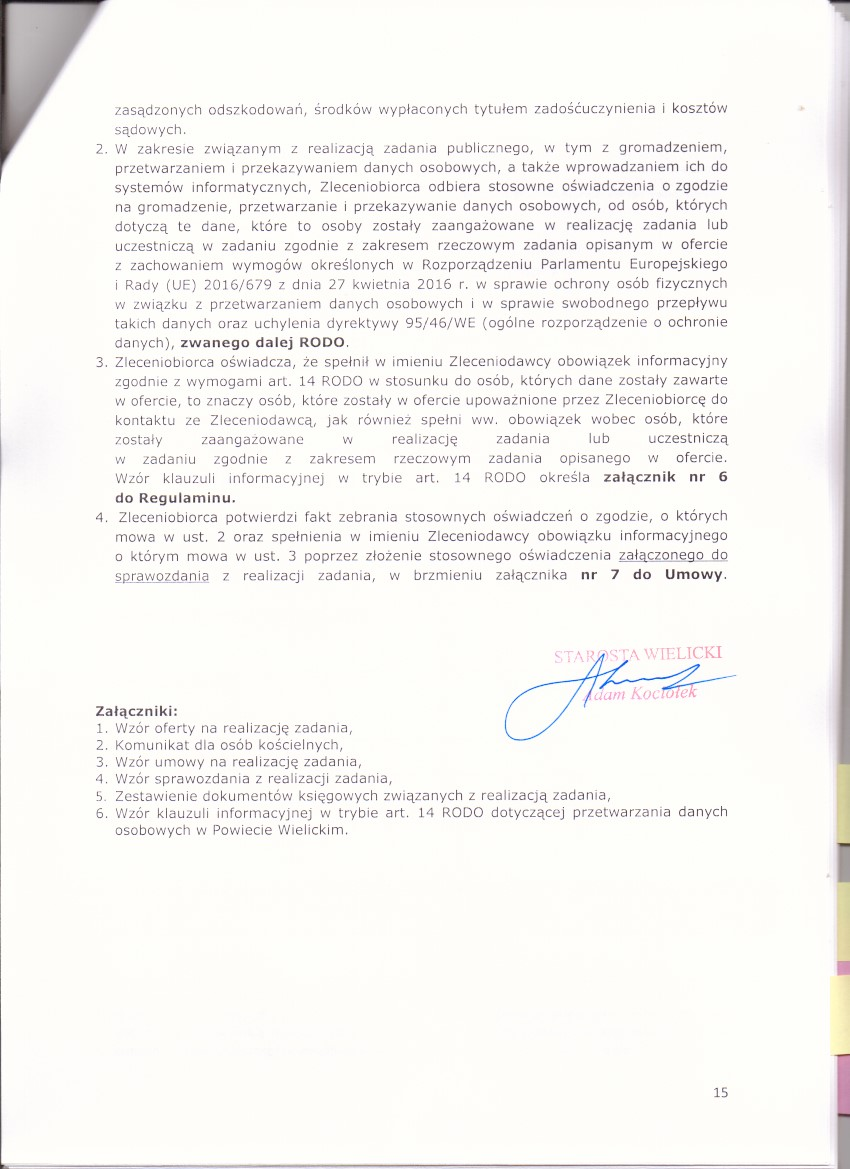 zasądzonych odszkodowań, środków wypłaconych tytułem zadośćuczynienia i kosztów
sądowych.
2. W zakresie związanym z realizacją zadania publicznego, w tym z gromadzeniem,
przetwarzaniem i przekazywaniem danych osobowych, a także wprowadzaniem ich do
systemów informatycznych, Zleceniobiorca odbiera stosowne oświadczenia o zgodzie
na gromadzenie, przetwarzanie i przekazywanie danych osobowych, od osób, których
dotyczą te dane, które to osoby zostały zaangażowane w realizację zadania lub
uczestniczą w zadaniu zgodnie z zakresem rzeczowym zadania opisanym w ofercie
z zachowaniem wymogów określonych w Rozporządzeniu Parlamentu Europejskiego
i Rady (UE) 2016/679 z dnia 27 kwietnia 2016 r. w sprawie ochrony osób fizycznych
w związku z przetwarzaniem danych osobowych i w sprawie swobodnego przepływu
takich danych oraz uchylenia dyrektywy 95/46/WE (ogólne rozporządzenie o ochronie
danych), zwanego dalej RODO.
3. Zleceniobiorca oświadcza, że spełnił w imieniu Zleceniodawcy obowiązek informacyjny
zgodnie z wymogami art. 14 RODO w stosunku do osób, których dane zostały zawarte
w ofercie, to znaczy osób, które zostały w ofercie upoważnione przez Zleceniobiorcę do
kontaktu ze Zleceniodawcą, jak również spełni ww. obowiązek wobec osób, które
zostały zaangażowane w realizację zadania lub uczestniczą
w zadaniu zgodnie z zakresem rzeczowym zadania opisanego w ofercie.
Wzór klauzuli informacyjnej w trybie art. 14 RODO określa załącznik nr 6
do Regulaminu.
4. Zleceniobiorca potwierdzi fakt zebrania stosownych oświadczeń o zgodzie, o których
mowa w ust. 2 oraz spełnienia w imieniu Zleceniodawcy obowiązku informacyjnego
o którym mowa w ust. 3 poprzez złożenie stosownego oświadczenia załączonego do
sprawozdania z realizacji zadania, w brzmieniu załącznika nr 7 do Umowy.
STAROSTA WIELICKI
Adam Kociołek
Załączniki:
1. Wzór oferty na realizację zadania,
2. Komunikat dla osób kościelnych,
3. Wzór umowy na realizację zadania,
4. Wzór sprawozdania z realizacji zadania,
5. Zestawienie dokumentów księgowych związanych z realizacją zadania,
6. Wzór klauzuli informacyjnej w trybie art. 14 RODO dotyczącej przetwarzania danych
osobowych w Powiecie Wielickim.
15